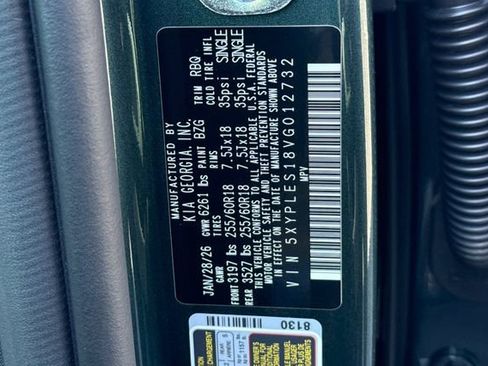 MANUFACTURED BY
KIA GEORGIA, INC.
JAN/28/26 GVWR 6261 lbs PAINT BZG TRIM RBQ
GAWR TIRES RIMS COLD TIRE INFL
FRONT 3197 lbs 255/60R18 7.5Jx18 35psi SINGLE
REAR 3527 lbs 255/60R18 7.5Jx18 35psi SINGLE
THIS VEHICLE CONFORMS TO ALL APPLICABLE U.S.A. FEDERAL
MOTOR VEHICLE SAFETY AND THEFT PREVENTION STANDARDS
IN EFFECT ON THE DATE OF MANUFACTURE SHOWN ABOVE
VIN 5XYPLES18VG012732
MPV
8130